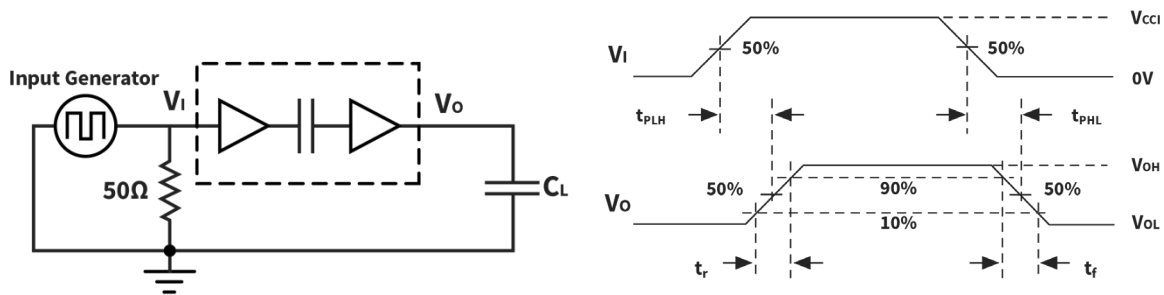 Input Generator
VI
VO
50Ω
CL
VI
50%
50%
VCCI
0V
tPLH
tPHL
VO
50%
90%
50%
10%
VOH
VOL
tr
tf